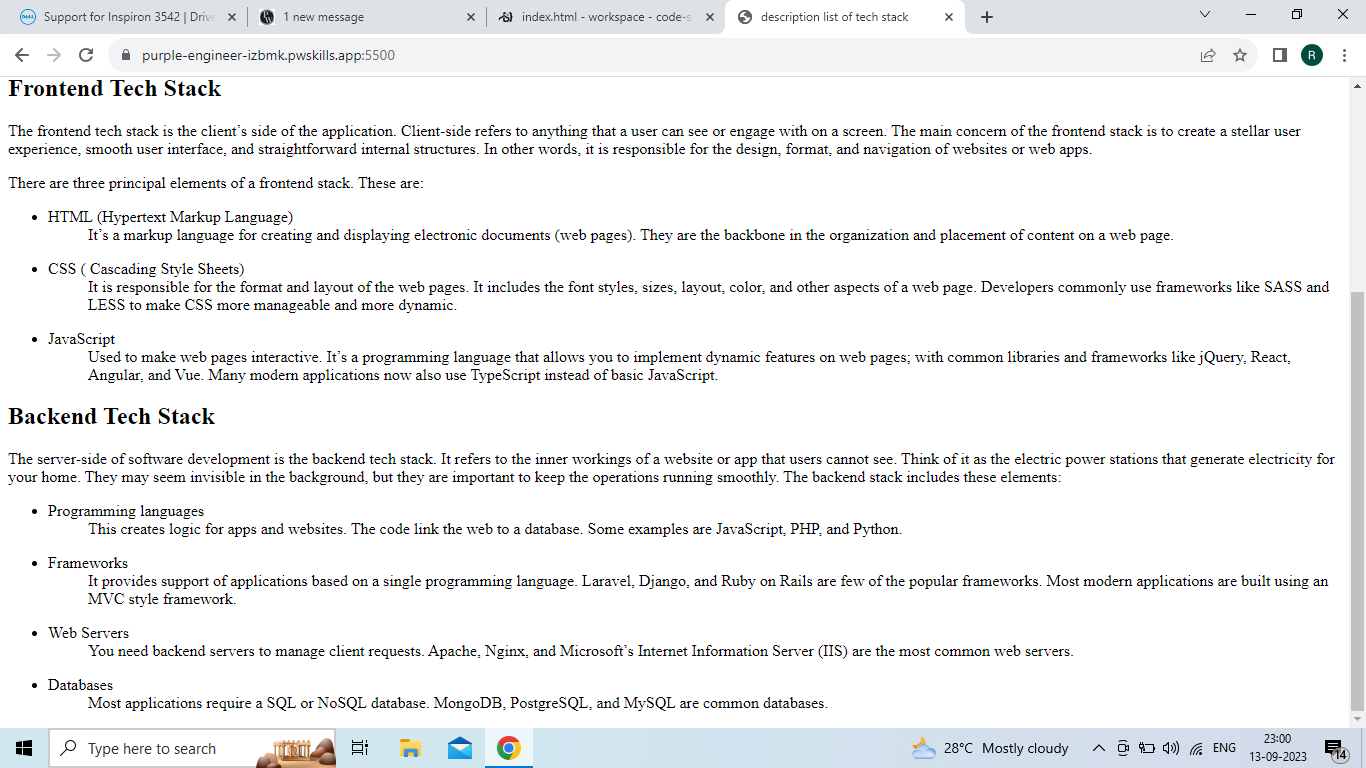 Support for Inspiron 3542 | Drive
1 new message
index.html - workspace - code-s
description list of tech stack
purple-engineer-izbmk.pwskills.app:5500
R
Frontend Tech Stack
The frontend tech stack is the client’s side of the application. Client-side refers to anything that a user can see or engage with on a screen. The main concern of the frontend stack is to create a stellar user
experience, smooth user interface, and straightforward internal structures. In other words, it is responsible for the design, format, and navigation of websites or web apps.
There are three principal elements of a frontend stack. These are:
• HTML (Hypertext Markup Language)
It’s a markup language for creating and displaying electronic documents (web pages). They are the backbone in the organization and placement of content on a web page.
• CSS ( Cascading Style Sheets)
It is responsible for the format and layout of the web pages. It includes the font styles, sizes, layout, color, and other aspects of a web page. Developers commonly use frameworks like SASS and
LESS to make CSS more manageable and more dynamic.
• JavaScript
Used to make web pages interactive. It’s a programming language that allows you to implement dynamic features on web pages; with common libraries and frameworks like jQuery, React,
Angular, and Vue. Many modern applications now also use TypeScript instead of basic JavaScript.
Backend Tech Stack
The server-side of software development is the backend tech stack. It refers to the inner workings of a website or app that users cannot see. Think of it as the electric power stations that generate electricity for
your home. They may seem invisible in the background, but they are important to keep the operations running smoothly. The backend stack includes these elements:
• Programming languages
This creates logic for apps and websites. The code link the web to a database. Some examples are JavaScript, PHP, and Python.
• Frameworks
It provides support of applications based on a single programming language. Laravel, Django, and Ruby on Rails are few of the popular frameworks. Most modern applications are built using an
MVC style framework.
• Web Servers
You need backend servers to manage client requests. Apache, Nginx, and Microsoft’s Internet Information Server (IIS) are the most common web servers.
• Databases
Most applications require a SQL or NoSQL database. MongoDB, PostgreSQL, and MySQL are common databases.
Type here to search
28°C Mostly cloudy
ENG
23:00
13-09-2023
14